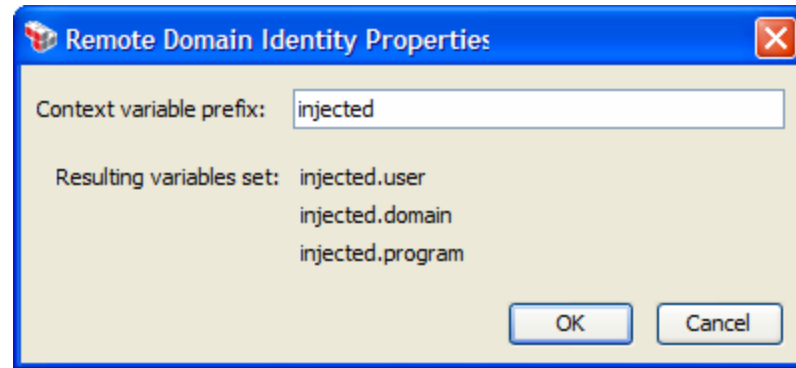 Remote Domain Identity Properties
Context variable prefix: injected
Resulting variables set: injected.user
injected.domain
injected.program
OK Cancel